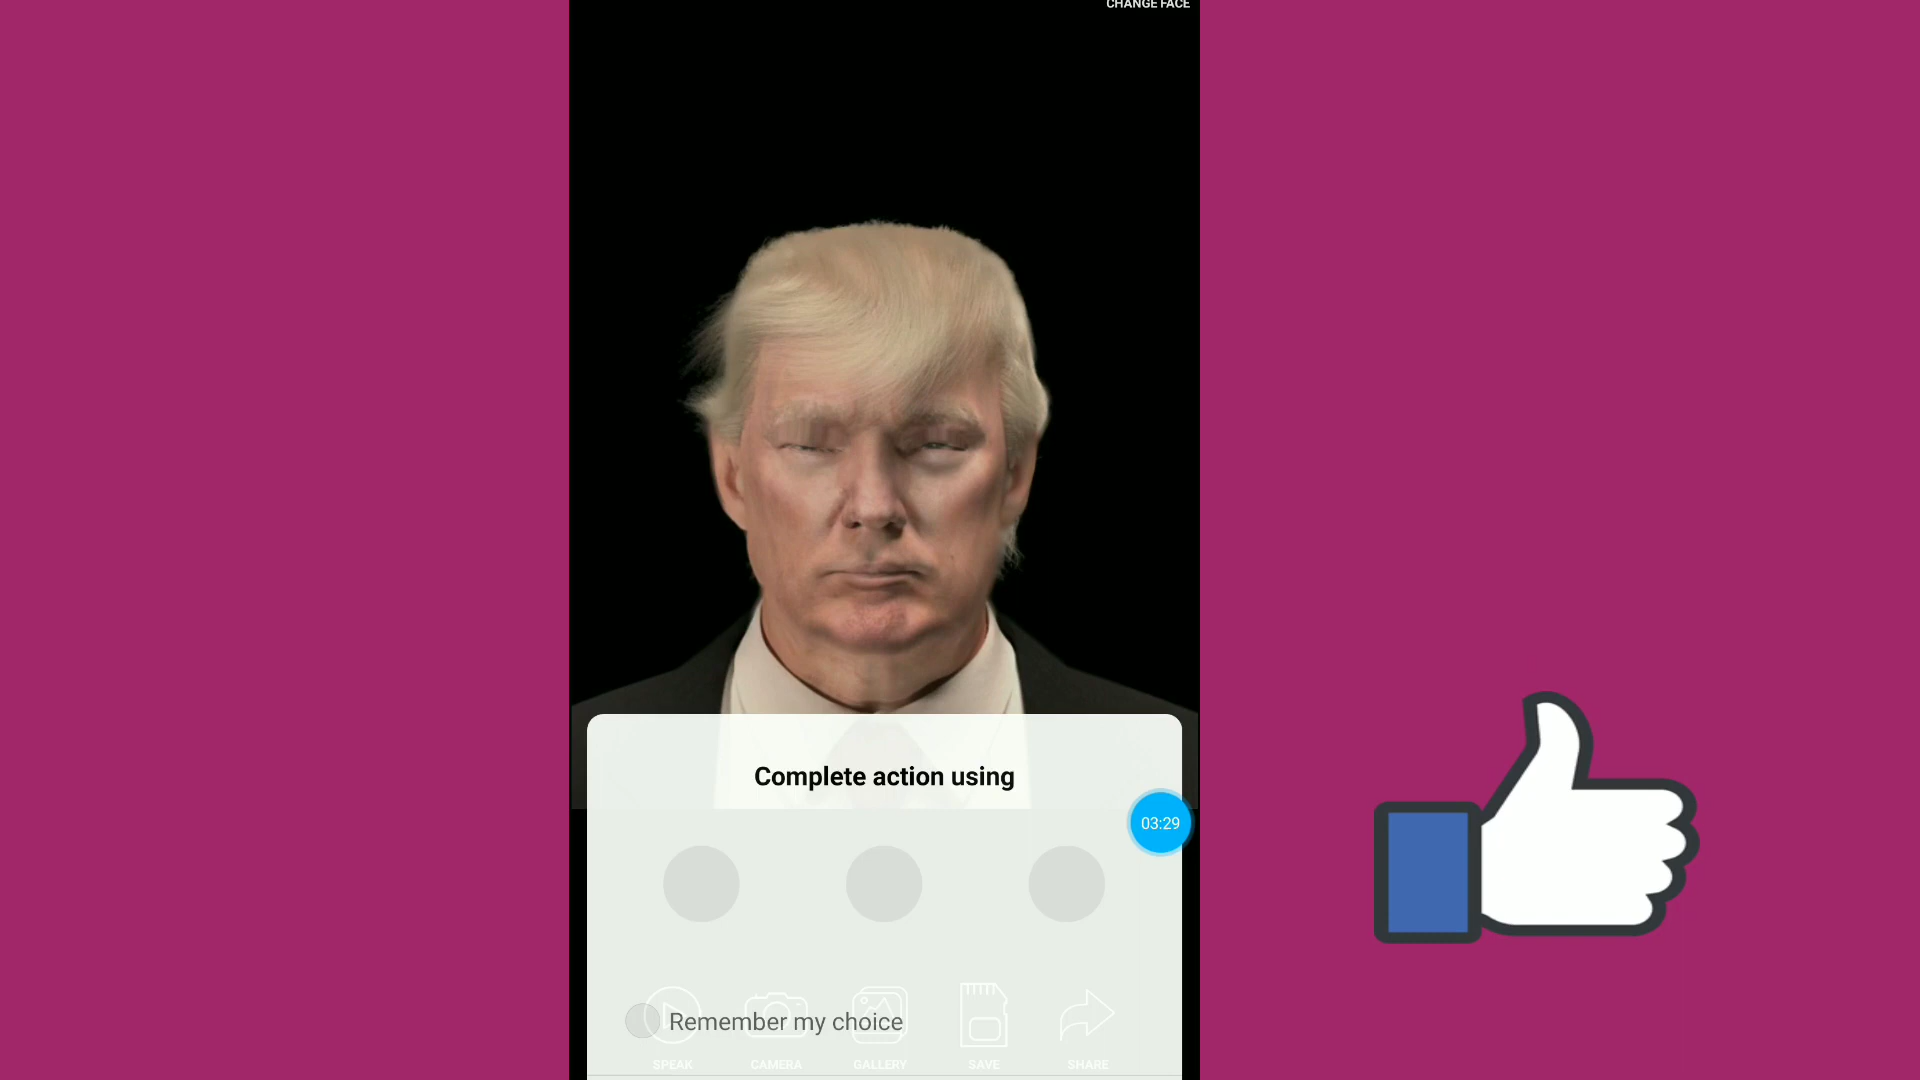 CHANGE FACE
Complete action using
03:29
Remember my choice
SPEAK
CAMERA
GALLERY
SAVE
SHARE